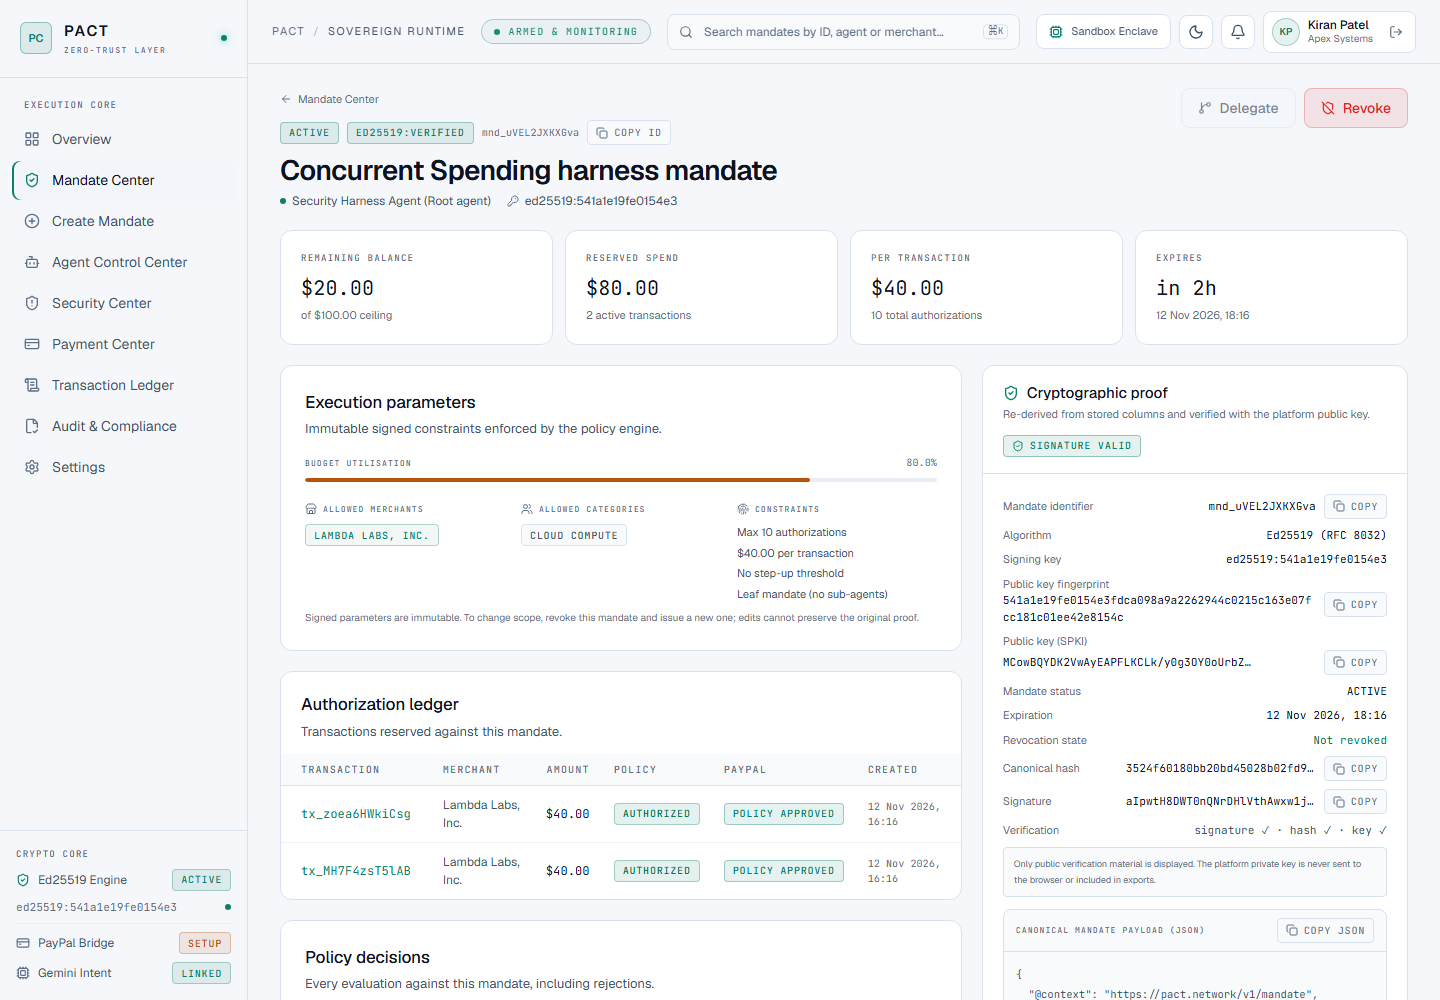 PC
PACT
ZERO-TRUST LAYER
EXECUTION CORE
Overview
Mandate Center
Create Mandate
Agent Control Center
Security Center
Payment Center
Transaction Ledger
Audit & Compliance
Settings
CRYPTO CORE
Ed25519 Engine
ACTIVE
ed25519:541a1e19fe0154e3
PayPal Bridge
SETUP
Gemini Intent
LINKED
PACT / SOVEREIGN RUNTIME
ARMED & MONITORING
Search mandates by ID, agent or merchant…
⌘K
Sandbox Enclave
KP
Kiran Patel
Apex Systems
Mandate Center
ACTIVE
ED25519:VERIFIED
mnd_uVEL2JXKXGva
COPY ID
Delegate
Revoke
Concurrent Spending harness mandate
Security Harness Agent (Root agent)
ed25519:541a1e19fe0154e3
REMAINING BALANCE
$20.00
of $100.00 ceiling
RESERVED SPEND
$80.00
2 active transactions
PER TRANSACTION
$40.00
10 total authorizations
EXPIRES
in 2h
12 Nov 2026, 18:16
Execution parameters
Immutable signed constraints enforced by the policy engine.
BUDGET UTILISATION
80.0%
ALLOWED MERCHANTS
LAMBDA LABS, INC.
ALLOWED CATEGORIES
CLOUD COMPUTE
CONSTRAINTS
Max 10 authorizations
$40.00 per transaction
No step-up threshold
Leaf mandate (no sub-agents)
Signed parameters are immutable. To change scope, revoke this mandate and issue a new one; edits cannot preserve the original proof.
Authorization ledger
Transactions reserved against this mandate.
TRANSACTION MERCHANT AMOUNT POLICY PAYPAL CREATED
tx_zoea6HWkiCsg Lambda Labs, Inc. $40.00 AUTHORIZED POLICY APPROVED 12 Nov 2026, 16:16
tx_MH7F4zsT5lAB Lambda Labs, Inc. $40.00 AUTHORIZED POLICY APPROVED 12 Nov 2026, 16:16
Policy decisions
Every evaluation against this mandate, including rejections.
Cryptographic proof
Re-derived from stored columns and verified with the platform public key.
SIGNATURE VALID
Mandate identifier mnd_uVEL2JXKXGva COPY
Algorithm Ed25519 (RFC 8032)
Signing key ed25519:541a1e19fe0154e3
Public key fingerprint
541a1e19fe0154e3fdca098a9a2262944c0215c163e07f
cc181c01ee42e8154c
COPY
Public key (SPKI)
MCowBQYDK2VwAyEAPFLKCLk/y0g3OY0oUrbZ…
COPY
Mandate status ACTIVE
Expiration 12 Nov 2026, 18:16
Revocation state Not revoked
Canonical hash 3524f60180bb20bd45028b02fd9… COPY
Signature aIpwtH8DWT0nQNrDHlVthAwxw1j… COPY
Verification signature ✓ · hash ✓ · key ✓
Only public verification material is displayed. The platform private key is never sent to
the browser or included in exports.
CANONICAL MANDATE PAYLOAD (JSON)
COPY JSON
{
"@context": "https://pact.network/v1/mandate",